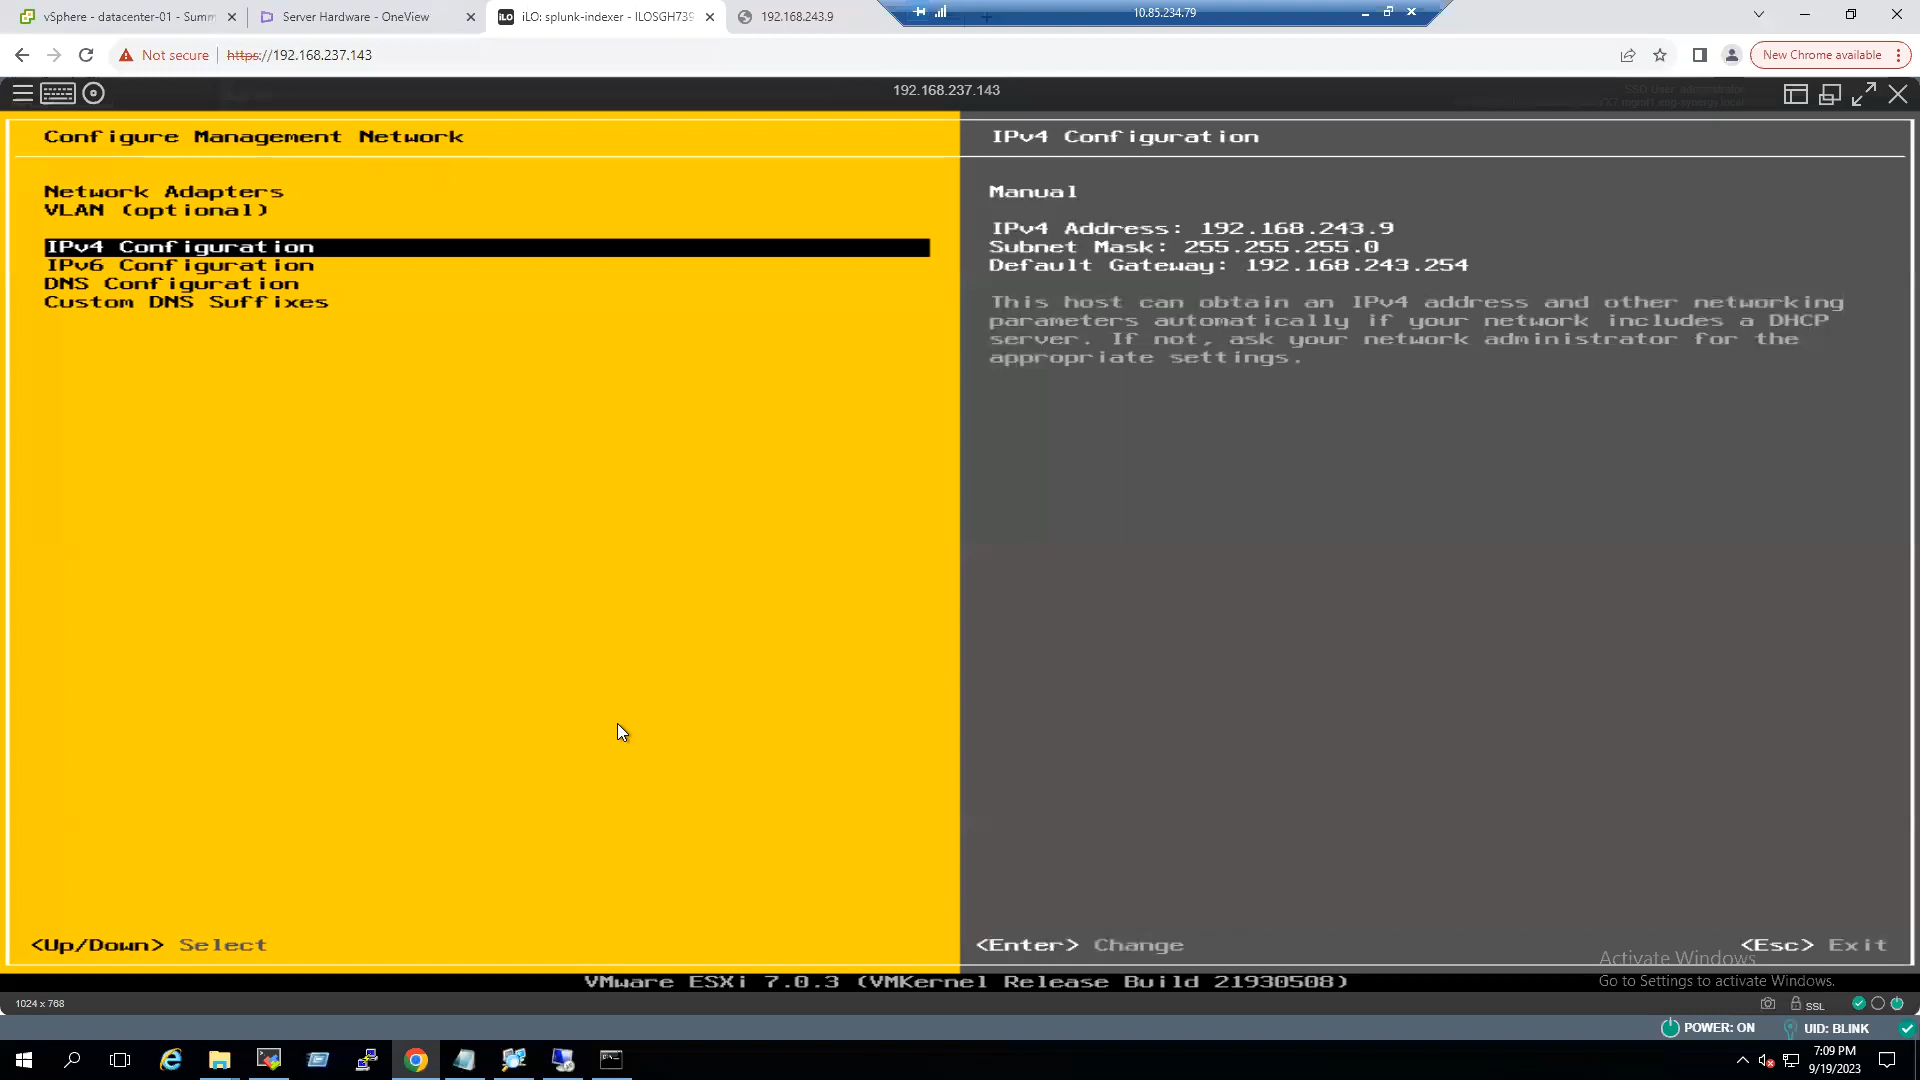 vSphere - datacenter-01 - Summ
Server Hardware - OneView
iLO: splunk-indexer - ILOSGH739
192.168.243.9
10.85.234.79
Not secure
https://192.168.237.143
New Chrome available
192.168.237.143
SSO User: administrator
Configure Management Network
Network Adapters
VLAN (optional)
IPv4 Configuration
IPv6 Configuration
DNS Configuration
Custom DNS Suffixes
<Up/Down> Select
IPv4 Configuration
Manual
IPv4 Address: 192.168.243.9
Subnet Mask: 255.255.255.0
Default Gateway: 192.168.243.254
This host can obtain an IPv4 address and other networking
parameters automatically if your network includes a DHCP
server. If not, ask your network administrator for the
appropriate settings.
<Enter> Change
<Esc> Exit
Activate Windows
Go to Settings to activate Windows.
VMware ESXi 7.0.3 (VMKernel Release Build 21930508)
1024 x 768
SSL
POWER: ON
UID: BLINK
7:09 PM
9/19/2023